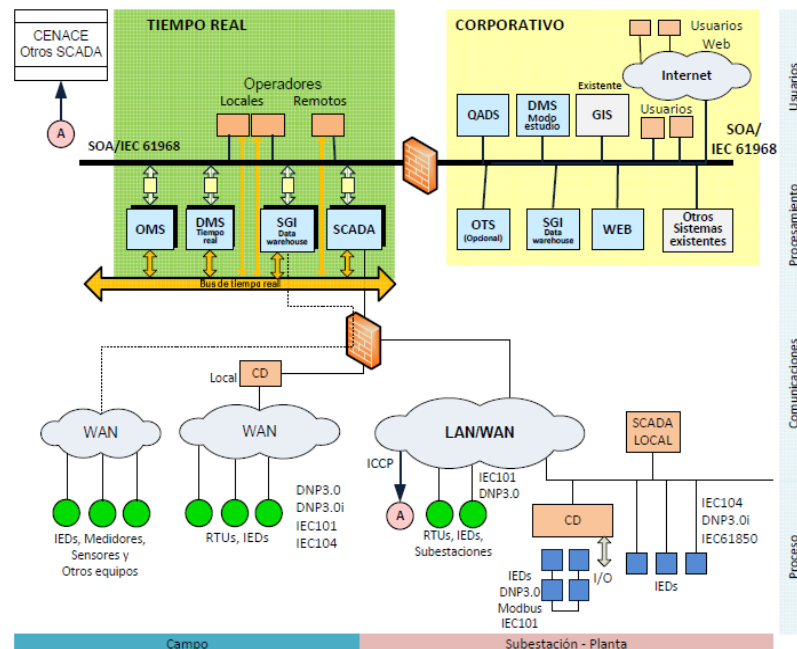 CENACE
Otros SCADA
A
TIEMPO REAL
Operadores
Locales
Remotos
SOA/IEC 61968
OMS
DMS
Tiempo
real
SGI
Data
warehouse
SCADA
Bus de tiempo real
CORPORATIVO
Usuarios
Web
Internet
QADS
DMS
Modo
estudio
Existente
GIS
Usuarios
SOA/
IEC 61968
OTS
(Opcional)
SGI
Data
warehouse
WEB
Otros
Sistemas
existentes
Usuarios
Procesamiento
Comunicaciones
Proceso
Local
CD
WAN
WAN
LAN/WAN
SCADA
LOCAL
ICCP
A
IEC101
DNP3.0
RTUs, IEDs,
Subestaciones
IEDs, Medidores,
Sensores y
Otros equipos
RTUs, IEDs
DNP3.0
DNP3.0i
IEC101
IEC104
CD
I/O
IEDs
DNP3.0
Modbus
IEC101
IEDs
IEC104
DNP3.0i
IEC61850
Campo
Subestación - Planta